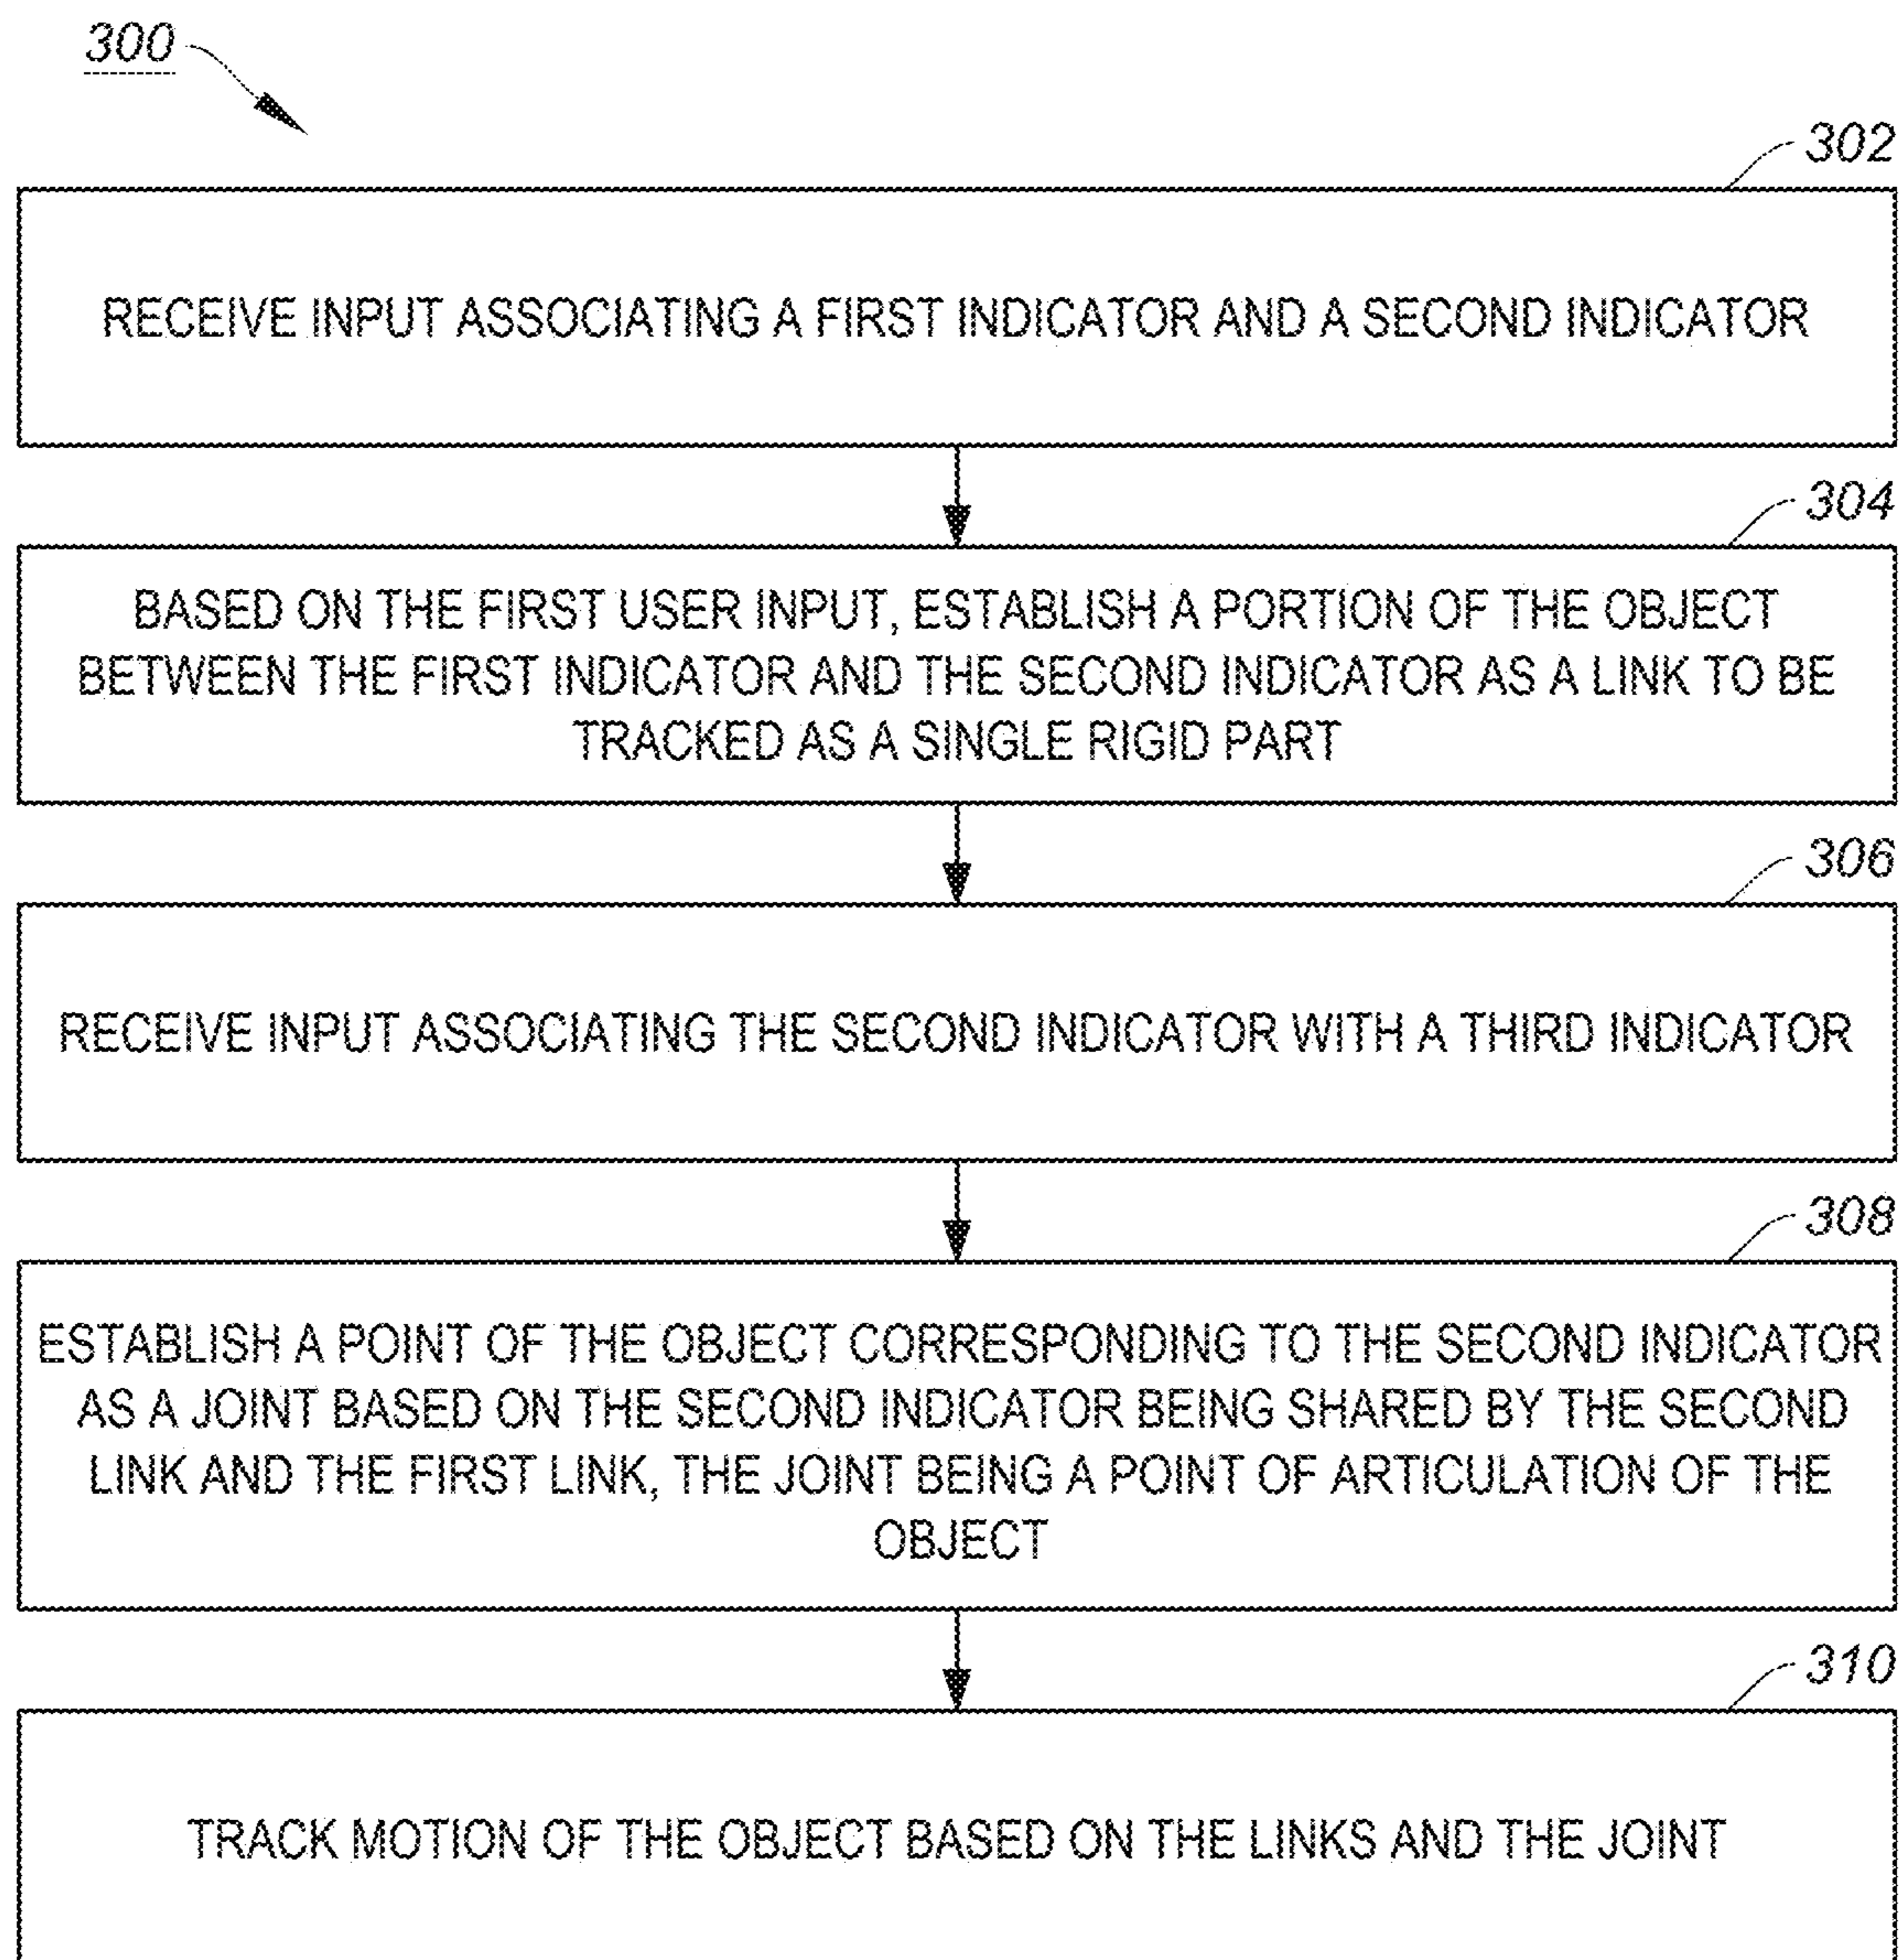 300
302
RECEIVE INPUT ASSOCIATING A FIRST INDICATOR AND A SECOND INDICATOR
304
BASED ON THE FIRST USER INPUT, ESTABLISH A PORTION OF THE OBJECT
BETWEEN THE FIRST INDICATOR AND THE SECOND INDICATOR AS A LINK TO BE
TRACKED AS A SINGLE RIGID PART
306
RECEIVE INPUT ASSOCIATING THE SECOND INDICATOR WITH A THIRD INDICATOR
308
ESTABLISH A POINT OF THE OBJECT CORRESPONDING TO THE SECOND INDICATOR
AS A JOINT BASED ON THE SECOND INDICATOR BEING SHARED BY THE SECOND
LINK AND THE FIRST LINK, THE JOINT BEING A POINT OF ARTICULATION OF THE
OBJECT
310
TRACK MOTION OF THE OBJECT BASED ON THE LINKS AND THE JOINT